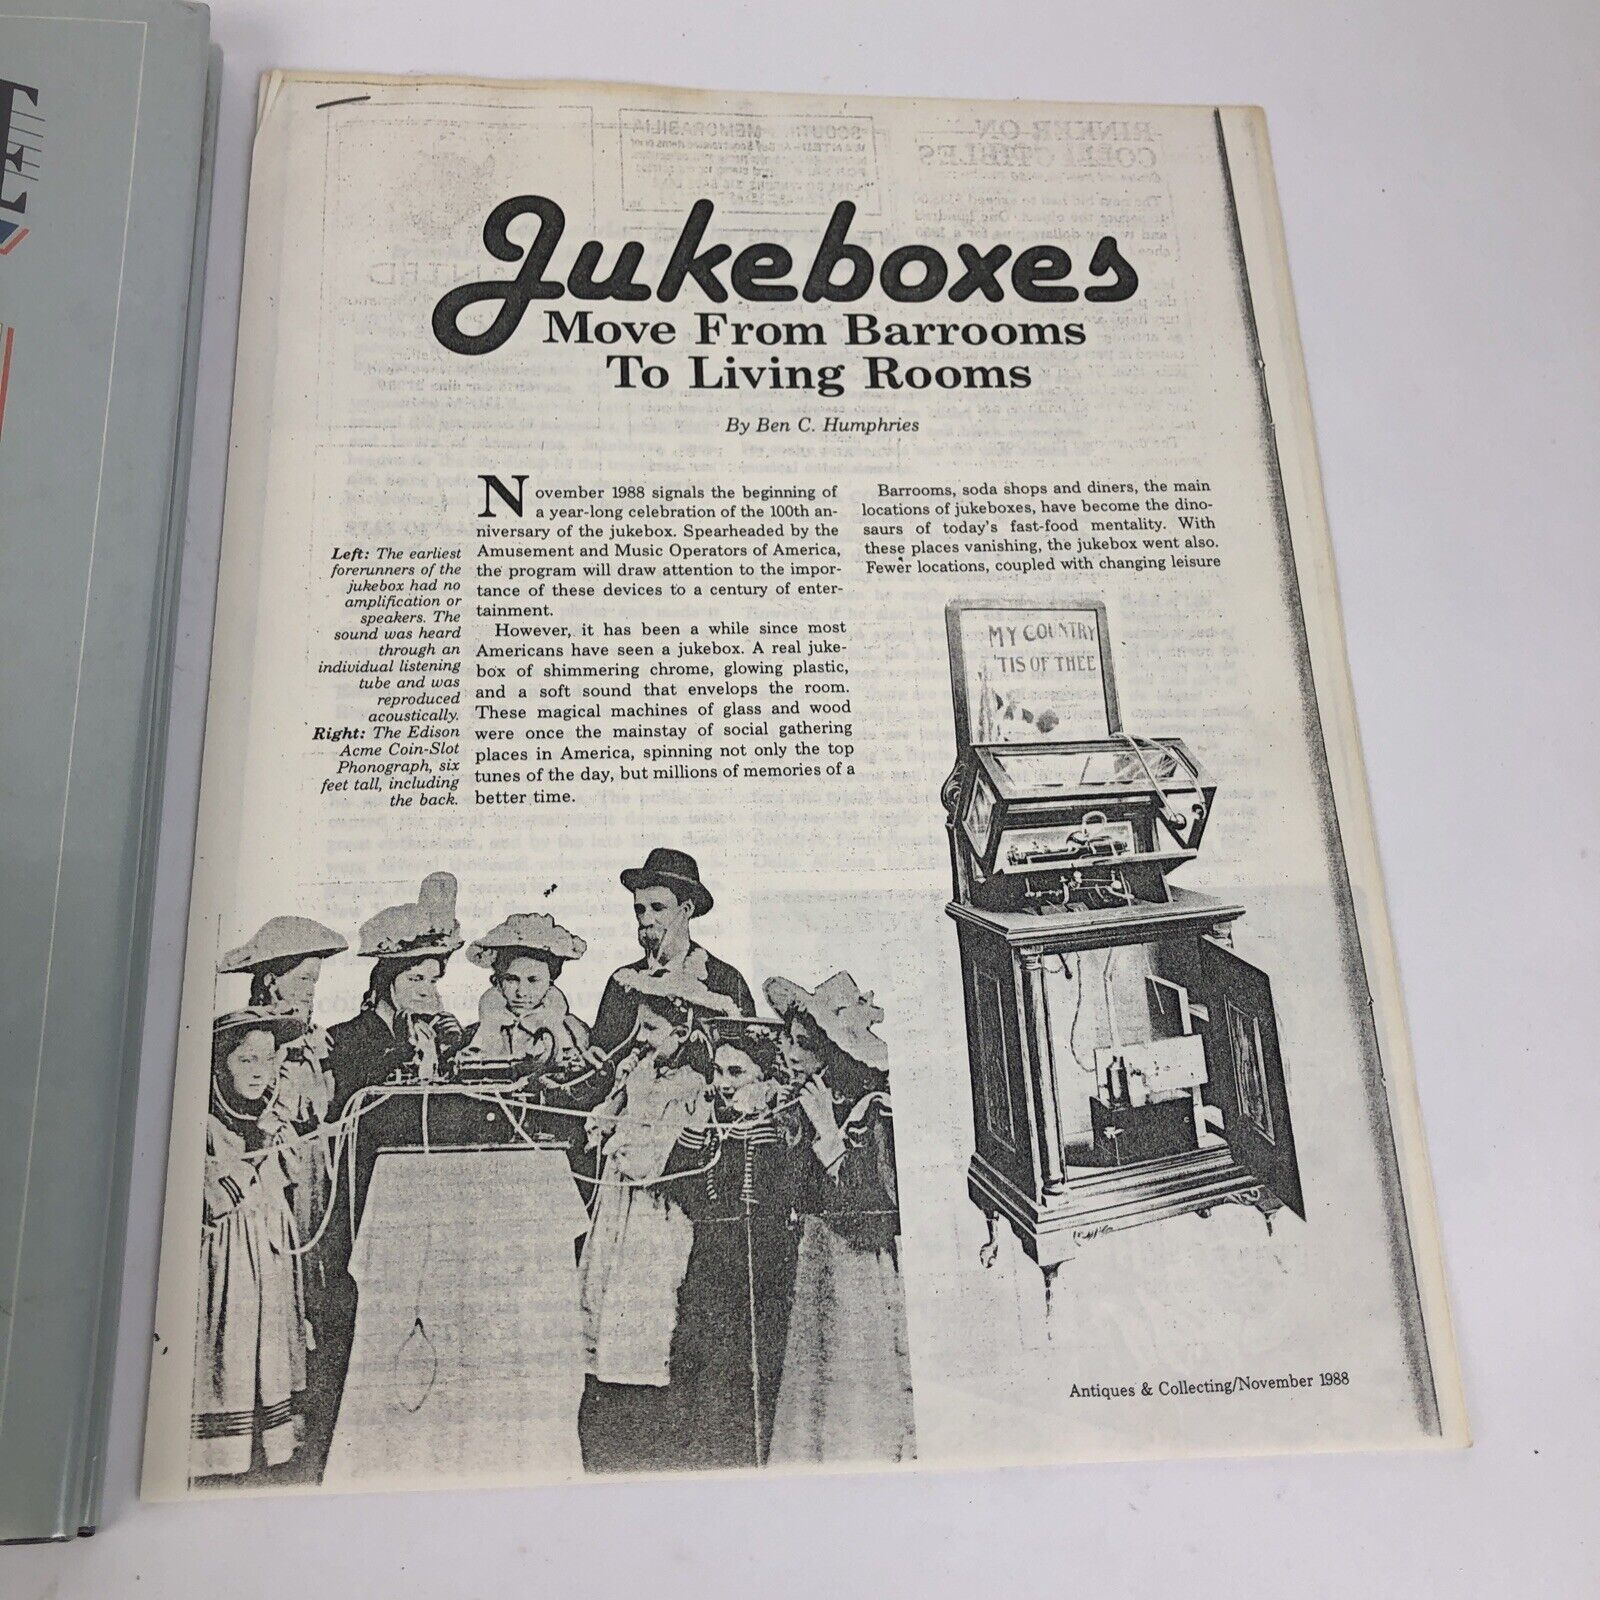 Jukeboxes
Move From Barrooms
To Living Rooms
By Ben C. Humphries
November 1988 signals the beginning of
a year-long celebration of the 100th an-
niversary of the jukebox. Spearheaded by the
Amusement and Music Operators of America,
the program will draw attention to the impor-
tance of these devices to a century of enter-
tainment.
However, it has been a while since most
Americans have seen a jukebox. A real juke-
box of shimmering chrome, glowing plastic,
and a soft sound that envelops the room.
These magical machines of glass and wood
were once the mainstay of social gathering
places in America, spinning not only the top
tunes of the day, but millions of memories of a
better time.
Barrooms, soda shops and diners, the main
locations of jukeboxes, have become the dino-
saurs of today's fast-food mentality. With
these places vanishing, the jukebox went also.
Fewer locations, coupled with changing leisure
Left: The earliest
forerunners of the
jukebox had no
amplification or
speakers. The
sound was heard
through an
individual listening
tube and was
reproduced
acoustically.
Right: The Edison
Acme Coin-Slot
Phonograph, six
feet tall, including
the back.
MY COUNTRY
'TIS OF THEE
Antiques & Collecting/November 1988
RINKER ON
COLLECTIBLES
MEMORABILIA